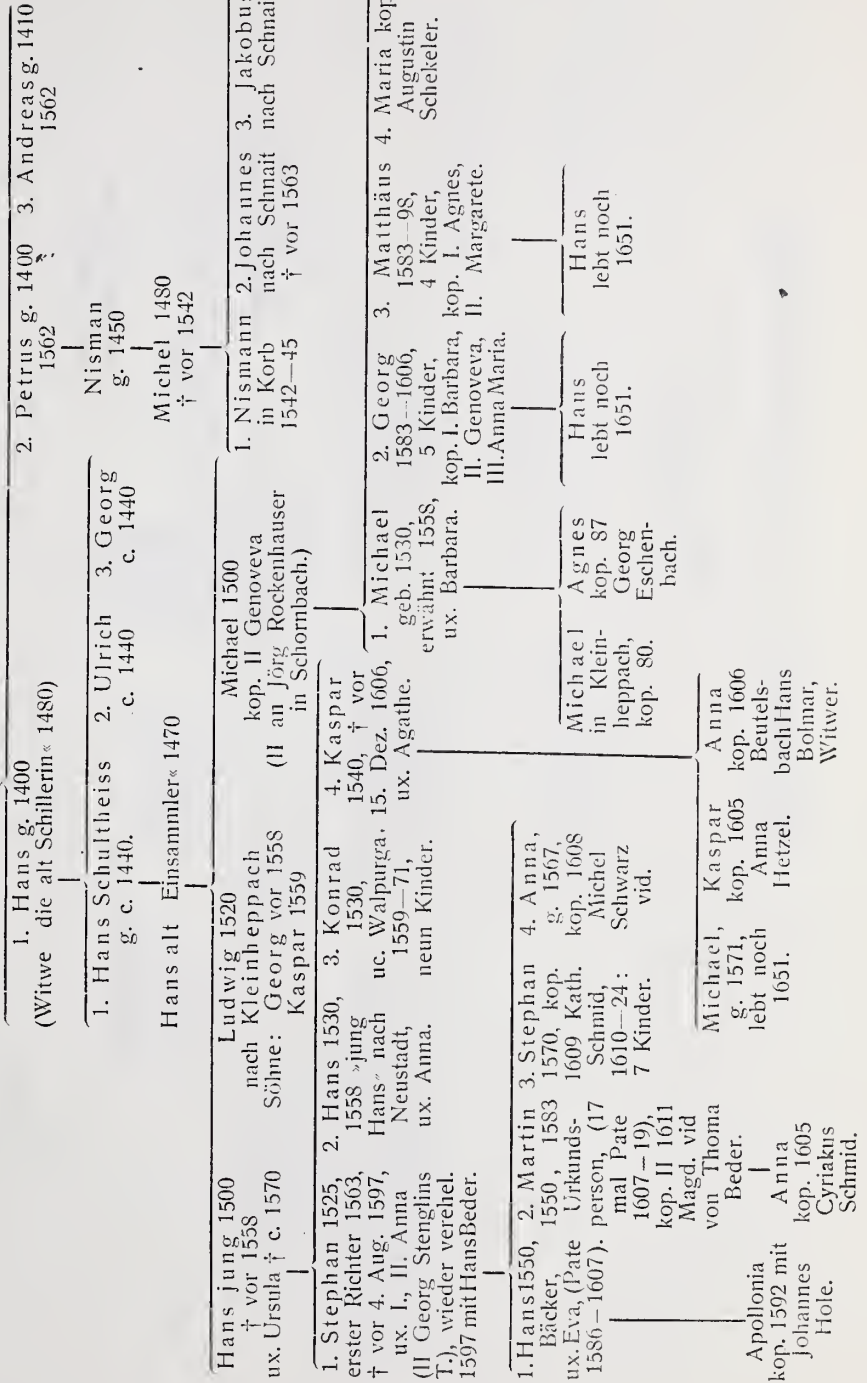 1. Hans g. 1400
(Witwe die alt Schillerin« 1480)
2. Petrus g. 1400
1562
3. Andreas g. 1410
1562
1. Hans Schultheiss
g. c. 1440.
2. Ulrich
c. 1440
3. Georg
c. 1440
Nisman
g. 1450
Hans alt Einsammler« 1470
Michel 1480
† vor 1542
Hans jung 1500
† vor 1558
ux. Ursula † c. 1570
Ludwig 1520
nach Kleinheppach
Söhne: Georg vor 1558
Kaspar 1559
Michael 1500
kop. II Genoveva
(II an Jörg Rockenhauser
in Schornbach.)
1. Nismann
in Korb
1542—45
2. Johannes
nach Schnait
† vor 1563
3. Jakobus
nach Schnait
1. Stephan 1525,
erster Richter 1563,
† vor 4. Aug. 1597,
ux. I., II. Anna
(II Georg Stenglins
T.), wieder verehel.
1597 mit Hans Beder.
2. Hans 1530,
1558 »jung
Hans« nach
Neustadt,
ux. Anna.
3. Konrad
1530,
uc. Walpurga,
1559—71,
neun Kinder.
4. Kaspar
1540, † vor
15. Dez. 1606,
ux. Agathe.
1. Michael
geb. 1530,
erwähnt 1558,
ux. Barbara.
2. Georg
1583—1606,
5 Kinder,
kop. I. Barbara,
II. Genoveva,
III. Anna Maria.
3. Matthäus
1583—98,
4 Kinder,
kop. I. Agnes,
II. Margarete.
4. Maria kop.
Augustin
Schekeler.
1. Hans 1550,
Bäcker,
ux. Eva, (Pate
1586—1607).
2. Martin
1550, 1583
Urkunds-
person, (17
mal Pate
1607—19),
kop. II 1611
Magd. vid
von Thoma
Beder.
3. Stephan
1570, kop.
1609 Kath.
Schmid,
1610—24:
7 Kinder.
4. Anna,
g. 1567,
kop. 1608
Michel
Schwarz
vid.
Michael
in Klein-
heppach,
kop. 80.
Agnes
kop. 87
Georg
Eschen-
bach.
Hans
lebt noch
1651.
Hans
lebt noch
1651.
Apollonia
kop. 1592 mit
Johannes
Hole.
Anna
kop. 1605
Cyriakus
Schmid.
Michael,
g. 1571,
lebt noch
1651.
Kaspar
kop. 1605
Anna
Hetzel.
Anna
kop. 1606
Beutels-
bach Hans
Bolmar,
Witwer.